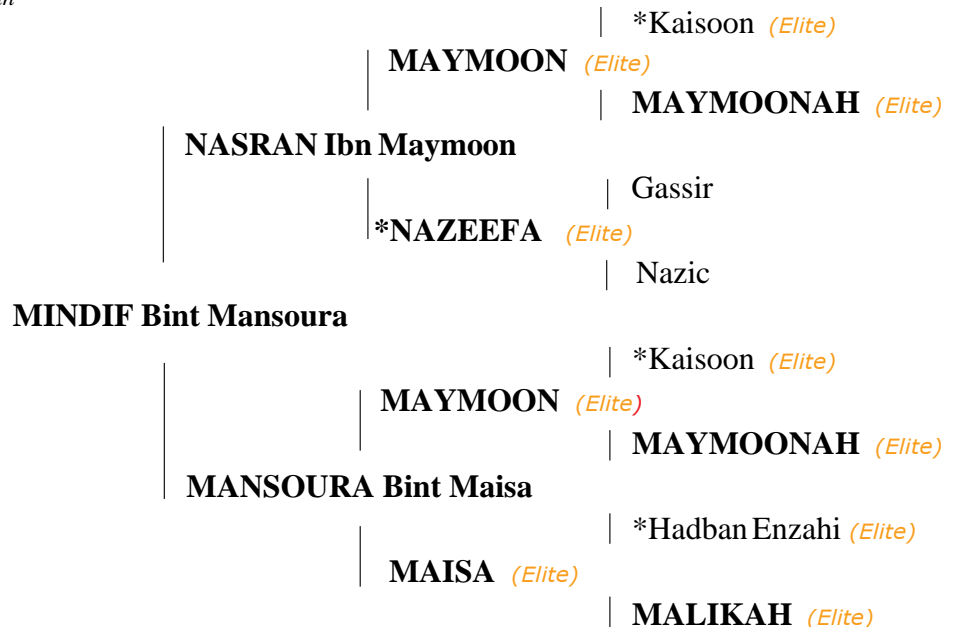 *Kaisoon (Elite)
MAYMOON (Elite)
MAYMOONAH (Elite)
NASRAN Ibn Maymoon
Gassir
*NAZEEFA (Elite)
Nazic
MINDIF Bint Mansoura
*Kaisoon (Elite)
MAYMOON (Elite)
MAYMOONAH (Elite)
MANSOURA Bint Maisa
*Hadban Enzahi (Elite)
MAISA (Elite)
MALIKAH (Elite)